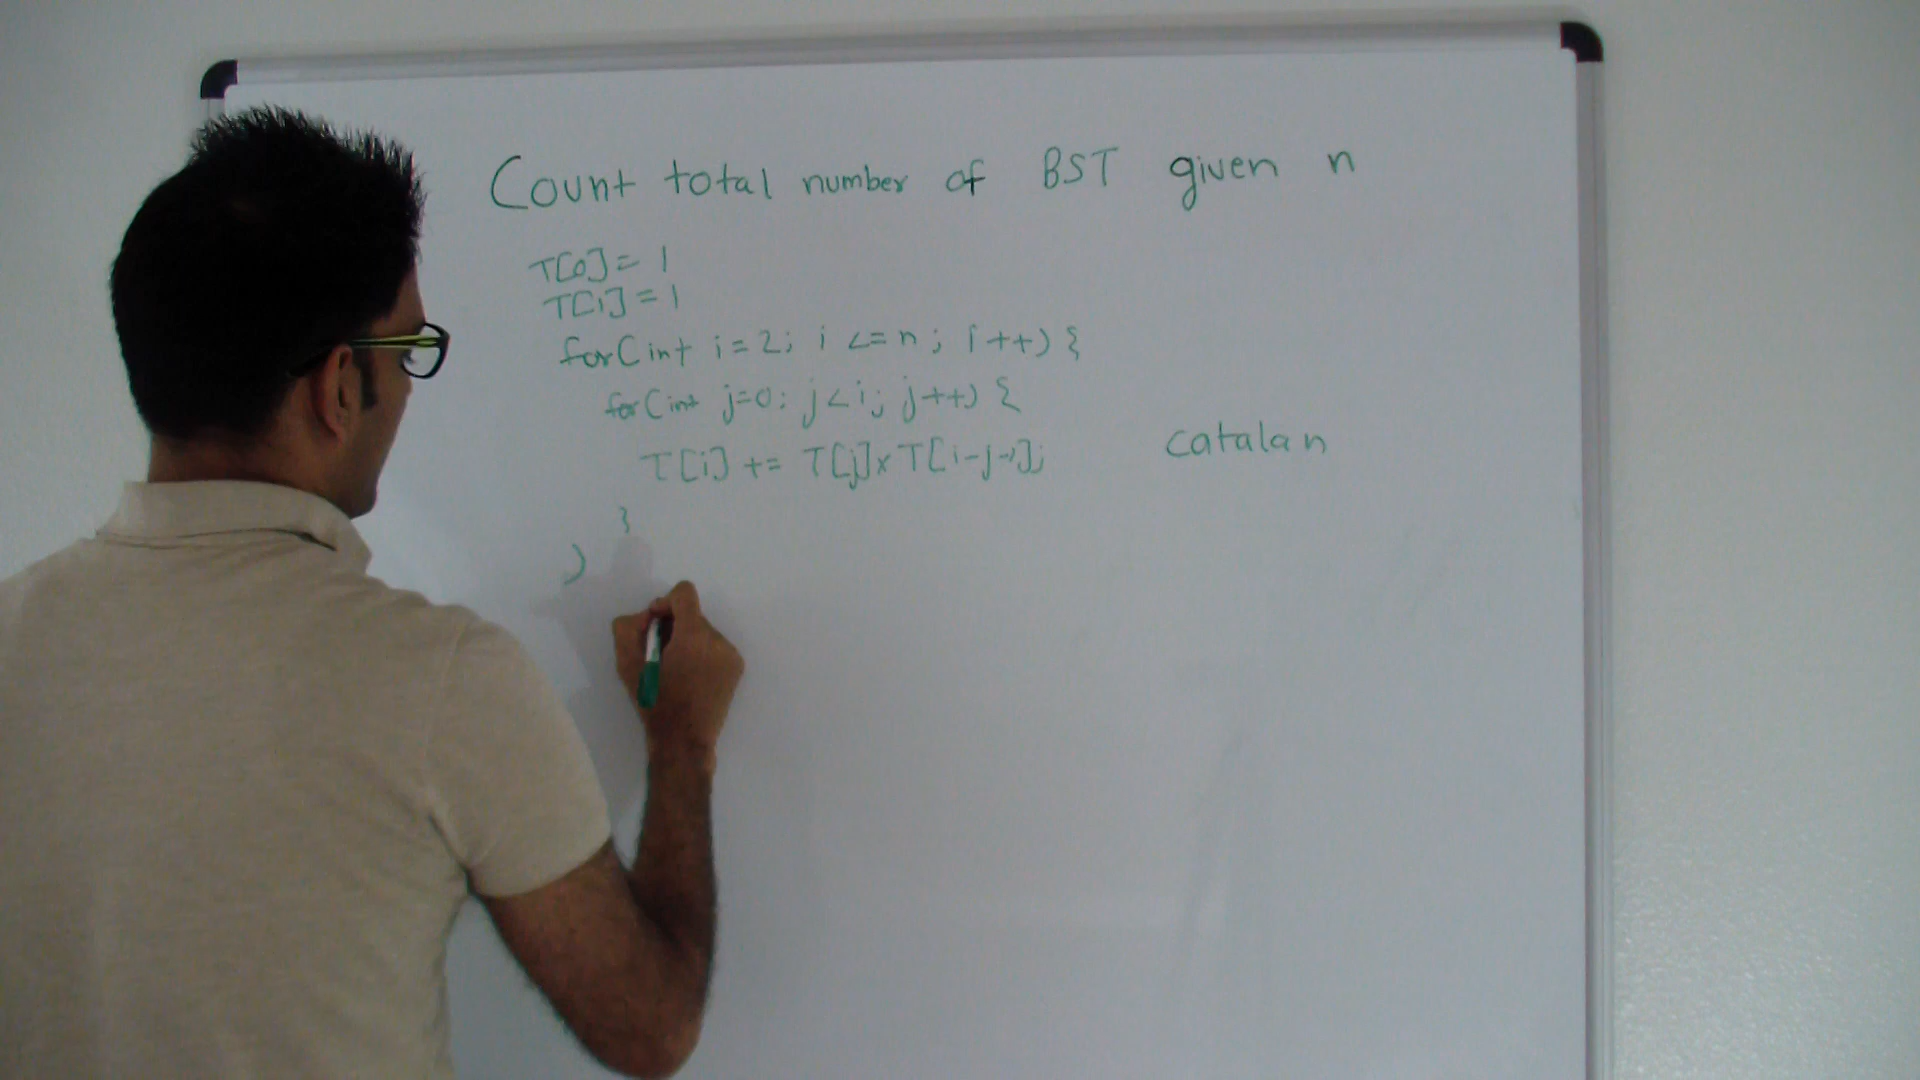 Count total number of BST given n
T[0] = 1
T[1] = 1
for(int i=2; i <= n; i++) {
for(int j=0; j<i; j++) {
T[i] += T[j]x T[i-j-1];
catalan
}
}